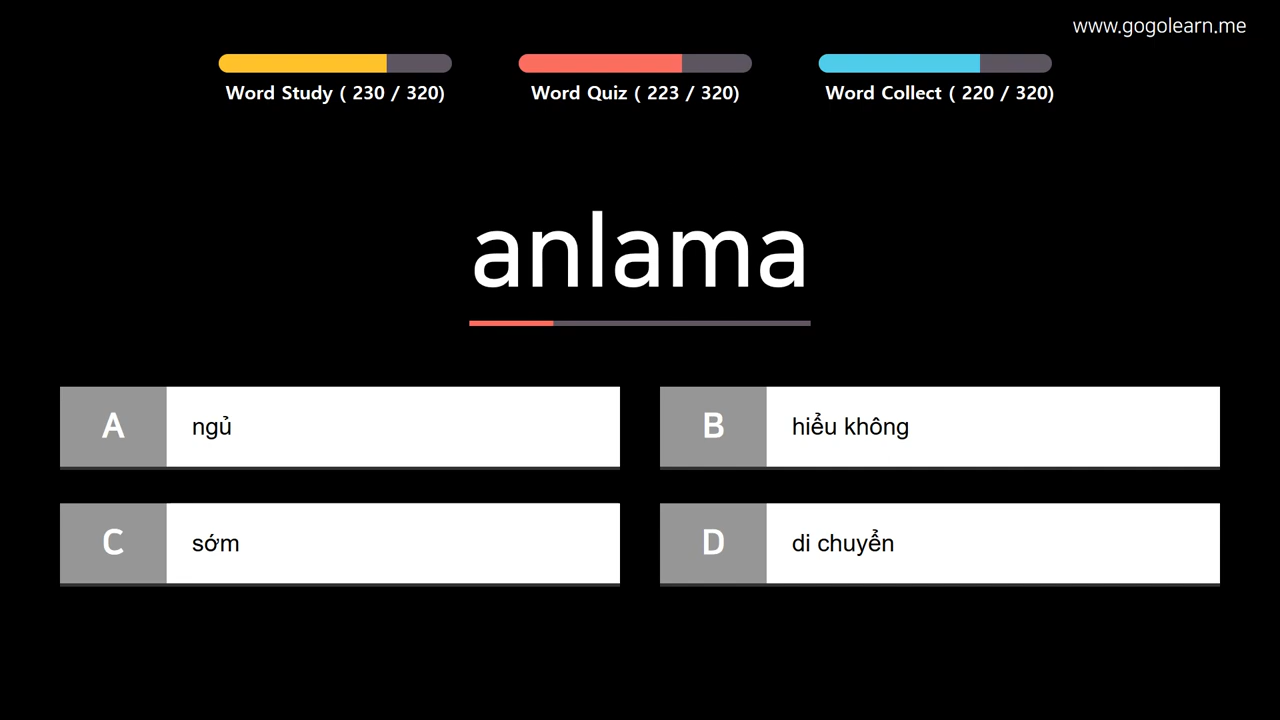 www.gogolearn.me
Word Study ( 230 / 320)
Word Quiz ( 223 / 320)
Word Collect ( 220 / 320)
anlama
A ngủ
B hiểu không
C sớm
D di chuyển